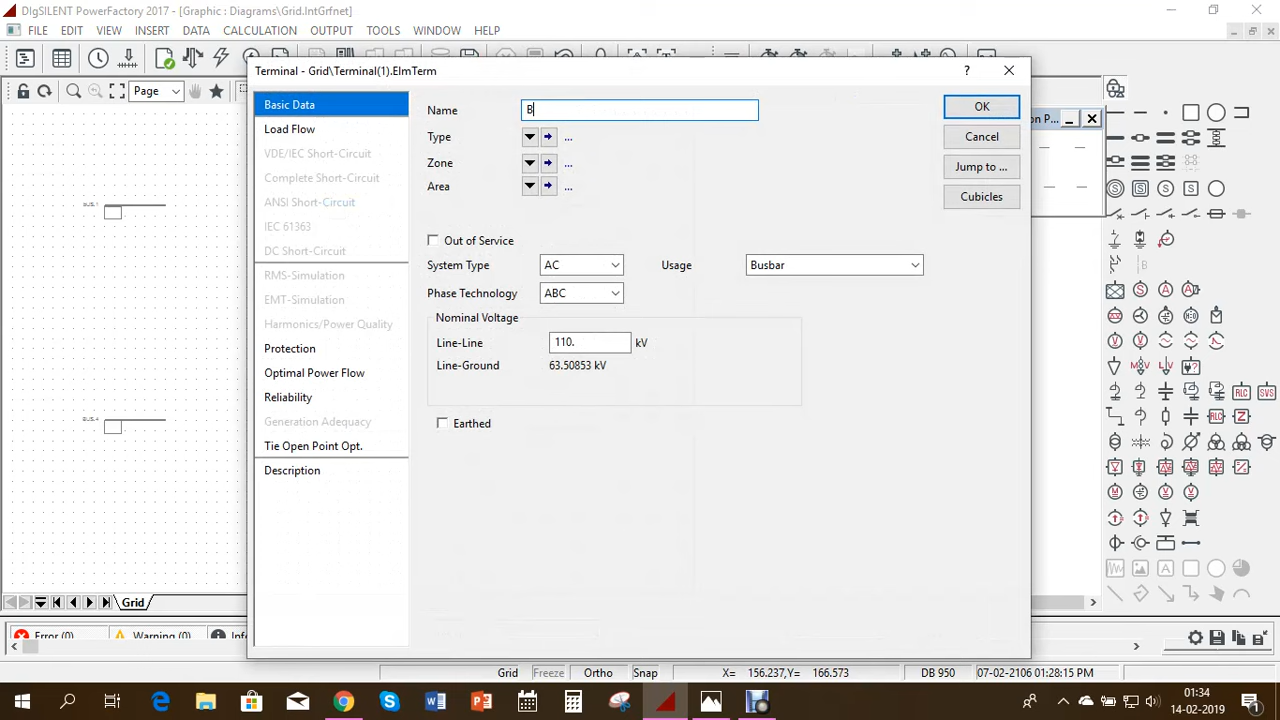 DIgSILENT PowerFactory 2017 - [Graphic : Diagrams\Grid.IntGrfnet]
FILE EDIT VIEW INSERT DATA CALCULATION OUTPUT TOOLS WINDOW HELP
Page
Terminal - Grid\Terminal(1).ElmTerm
?
Basic Data
Load Flow
VDE/IEC Short-Circuit
Complete Short-Circuit
ANSI Short-Circuit
IEC 61363
DC Short-Circuit
RMS-Simulation
EMT-Simulation
Harmonics/Power Quality
Protection
Optimal Power Flow
Reliability
Generation Adequacy
Tie Open Point Opt.
Description
Name B
Type ...
Zone ...
Area ...
Out of Service
System Type AC Usage Busbar
Phase Technology ABC
Nominal Voltage
Line-Line 110. kV
Line-Ground 63.50853 kV
Earthed
OK
Cancel
Jump to ...
Cubicles
on P...
Grid
Error (0) Warning (0) Info
Grid Freeze Ortho Snap X= 156.237,Y= 166.573 DB 950 07-02-2106 01:28:15 PM
01:34
14-02-2019